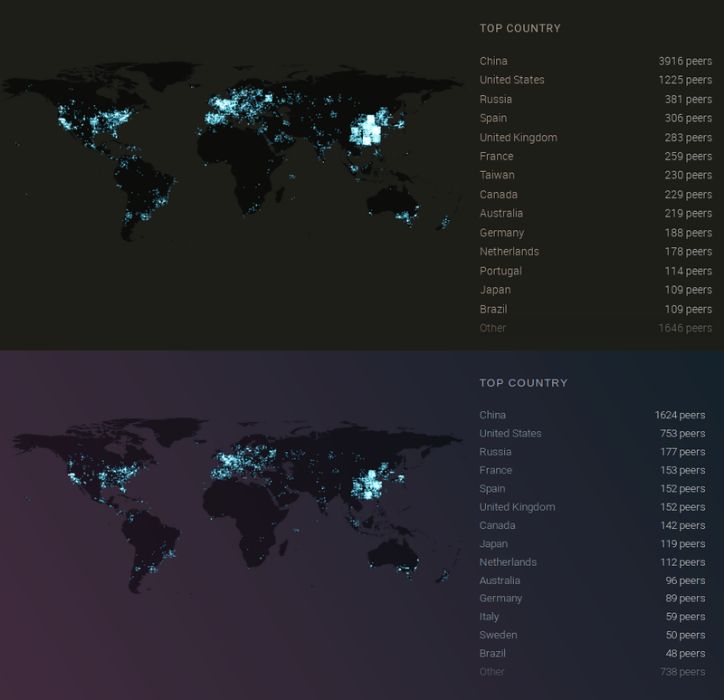 TOP COUNTRY
China 3916 peers
United States 1225 peers
Russia 381 peers
Spain 306 peers
United Kingdom 283 peers
France 259 peers
Taiwan 230 peers
Canada 229 peers
Australia 219 peers
Germany 188 peers
Netherlands 178 peers
Portugal 114 peers
Japan 109 peers
Brazil 109 peers
Other 1646 peers
TOP COUNTRY
China 1624 peers
United States 753 peers
Russia 177 peers
France 153 peers
Spain 152 peers
United Kingdom 152 peers
Canada 142 peers
Japan 119 peers
Netherlands 112 peers
Australia 96 peers
Germany 89 peers
Italy 59 peers
Sweden 50 peers
Brazil 48 peers
Other 738 peers